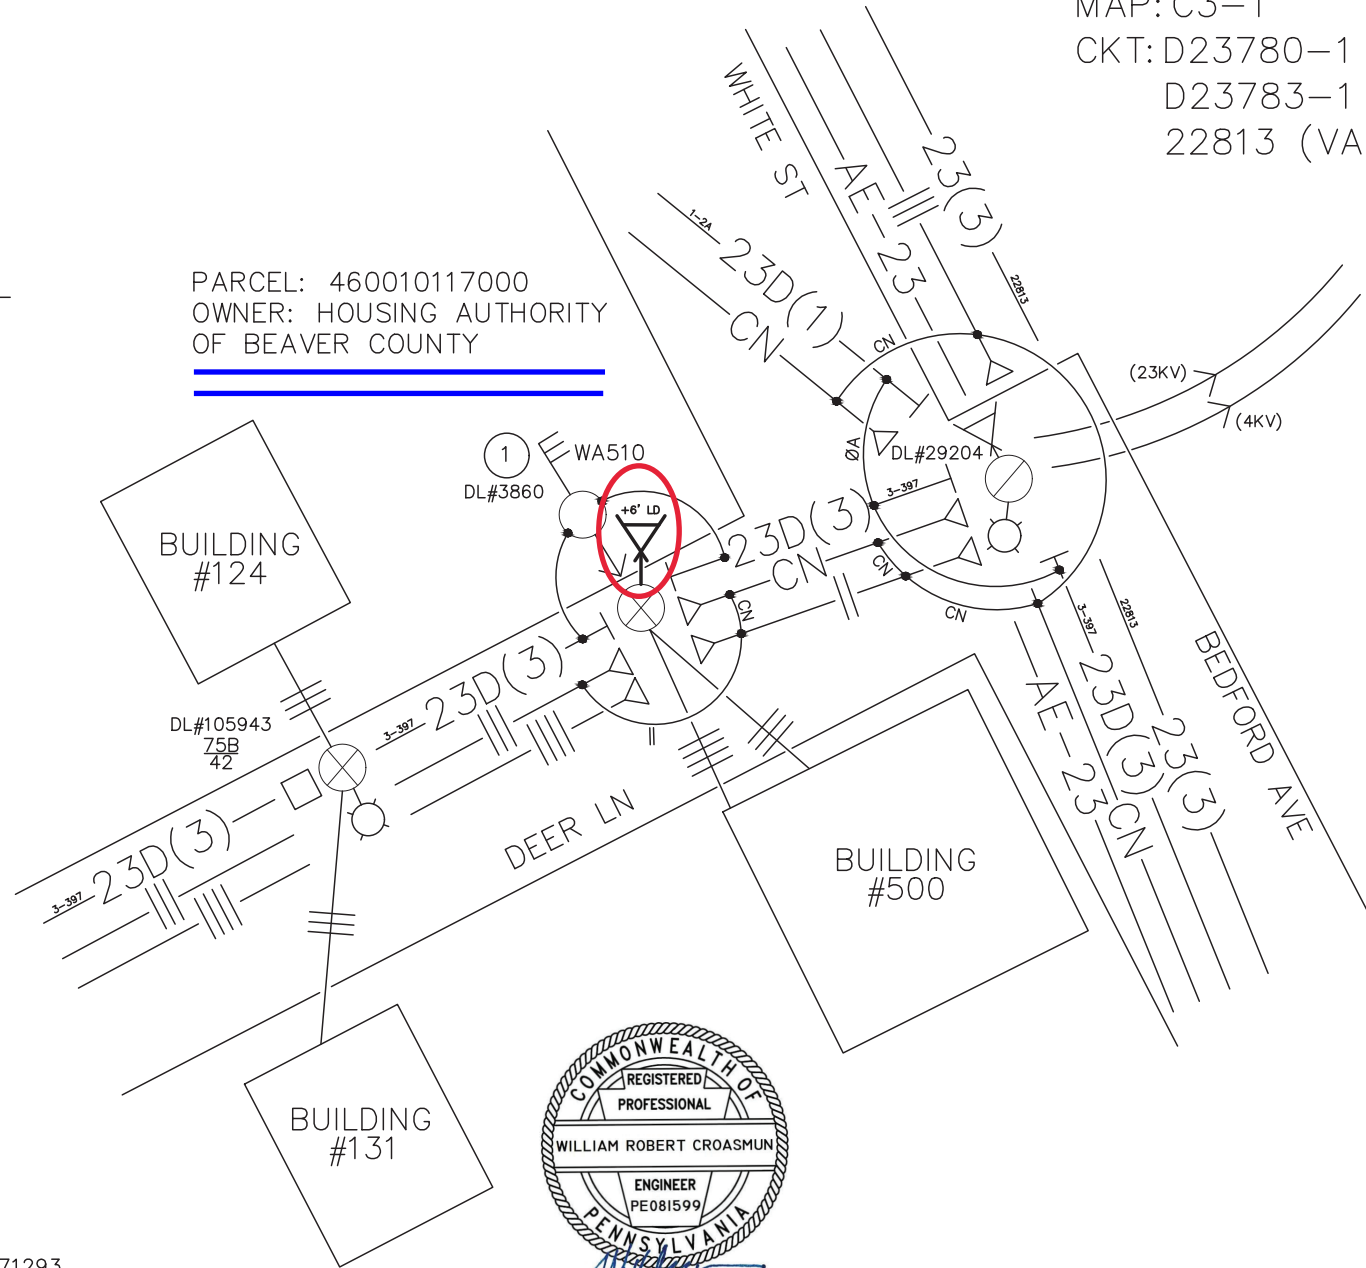 MAP: C3-1
CKT: D23780-1
D23783-1
22813 (VA
WHITE ST
AE-23
23(3)
22813
1-2A
23D(1)
CN
CN
PARCEL: 460010117000
OWNER: HOUSING AUTHORITY
OF BEAVER COUNTY
(23KV)
(4KV)
1
WA510
DL#3860
+6' LD
ØA
DL#29204
3-397
23D(3)
CN
CN
CN
CN
BUILDING
#124
3-397
23D(3)
DL#105943
75B
42
3-397
23D(3)
DEER LN
BUILDING
#500
22813
3-397
23D(3)
23(3)
AE-23
CN
BEDFORD AVE
BUILDING
#131
COMMONWEALTH OF
REGISTERED
PROFESSIONAL
WILLIAM ROBERT CROASMUN
ENGINEER
PE081599
PENNSYLVANIA
71293